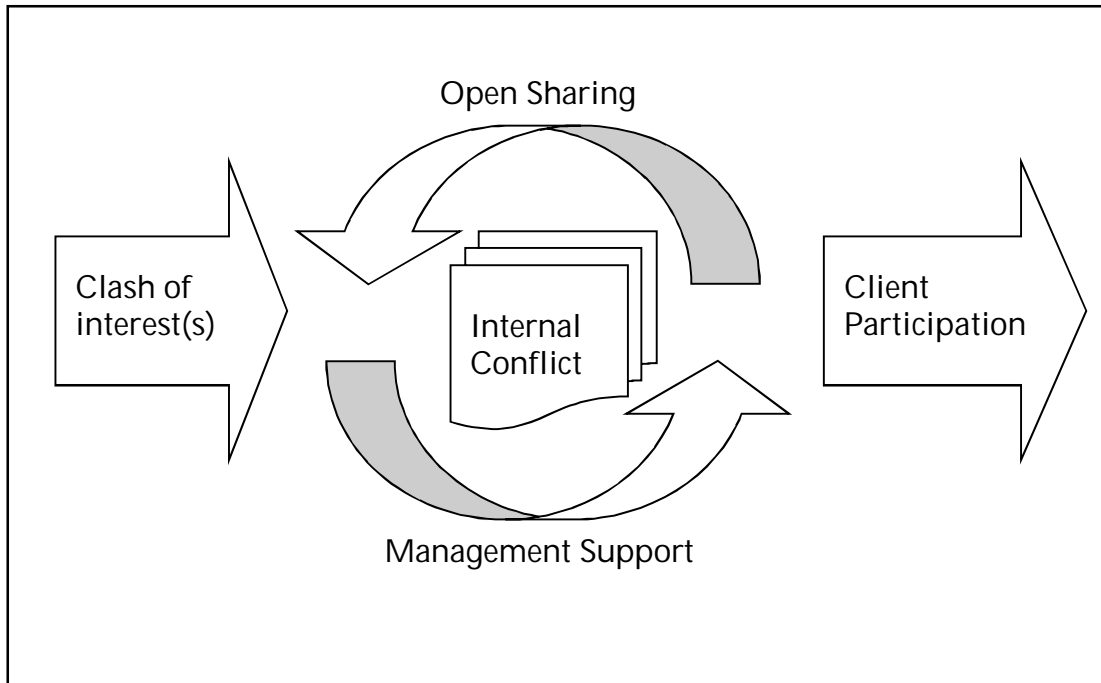 Open Sharing
Clash of
interest(s)
Internal
Conflict
Client
Participation
Management Support